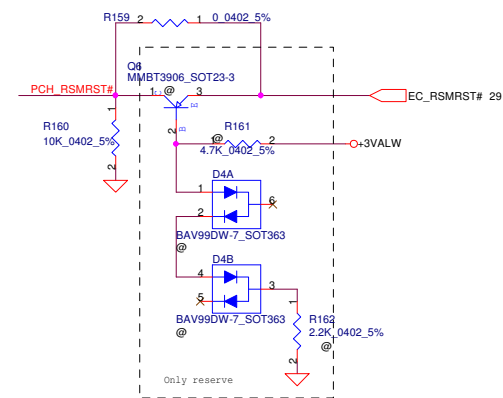 R159 2 1 0_0402_5%
Q6
MMBT3906_SOT23-3
@
PCH_RSMRST# 1 C E 3 EC_RSMRST# 29
B
2
R160
10K_0402_5%
R161
1 @ 2 +3VALW
4.7K_0402_5%
D4A
1
6
2
BAV99DW-7_SOT363
@
D4B
4
3
5
BAV99DW-7_SOT363
@
1
R162
2.2K_0402_5%
@
2
Only reserve